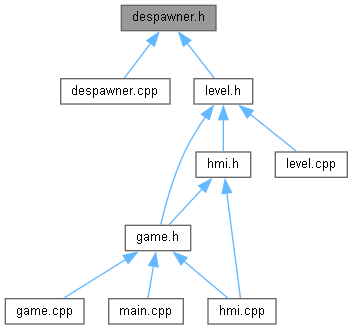 despawner.h
despawner.cpp
level.h
hmi.h
level.cpp
game.h
game.cpp
main.cpp
hmi.cpp